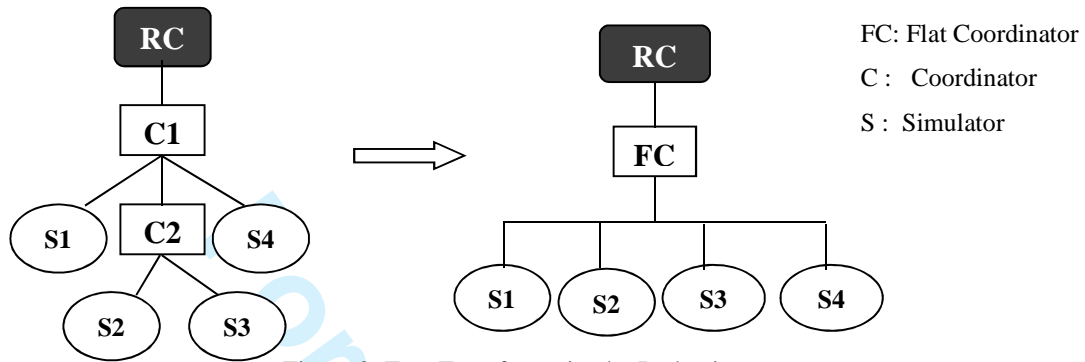 RC
C1
S1
C2
S4
S2
S3
RC
FC
S1
S2
S3
S4
FC: Flat Coordinator
C : Coordinator
S : Simulator